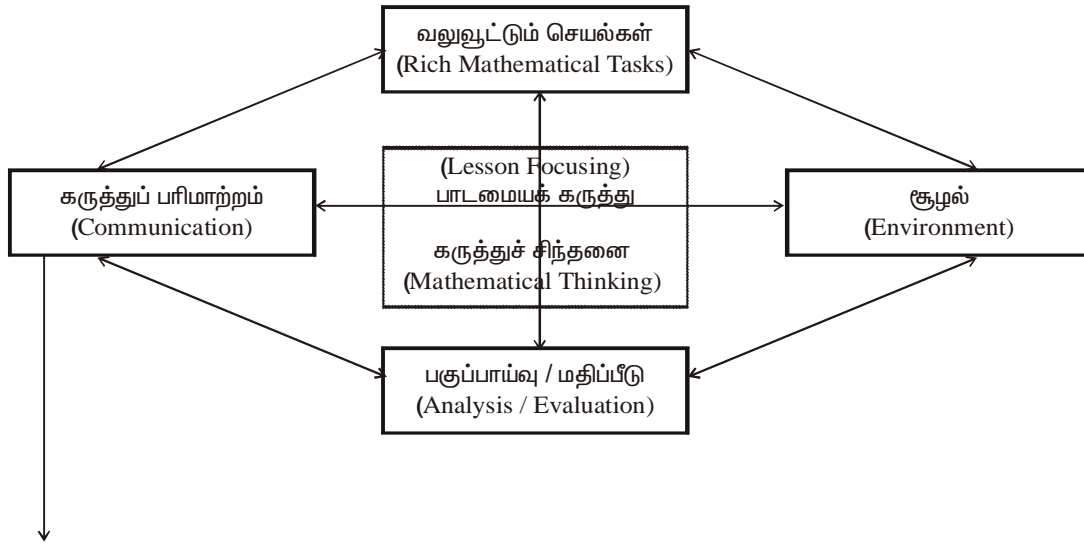 வலுவூட்டும் செயல்கள்
(Rich Mathematical Tasks)
(Lesson Focusing)
பாடமையக் கருத்து
கருத்துப் பரிமாற்றம்
(Communication)
சூழல்
(Environment)
கருத்துச் சிந்தனை
(Mathematical Thinking)
பகுப்பாய்வு / மதிப்பீடு
(Analysis / Evaluation)